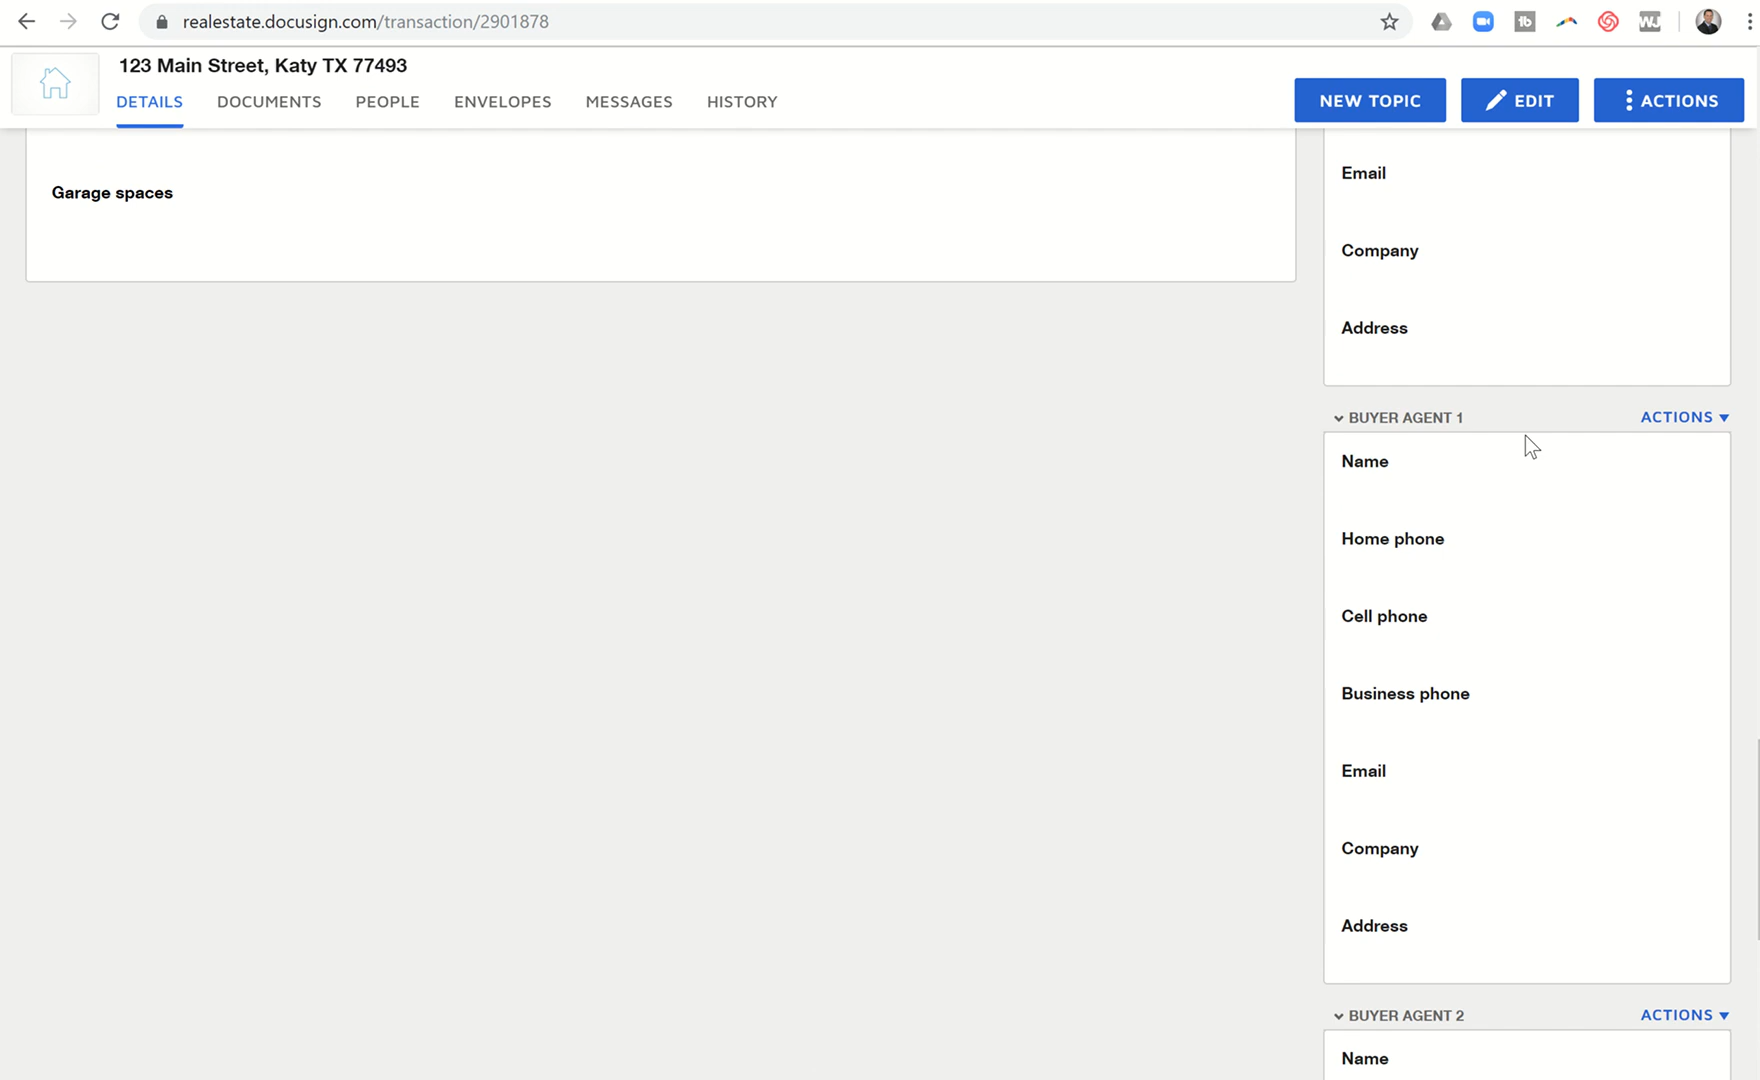 realestate.docusign.com/transaction/2901878
tb
WJ
123 Main Street, Katy TX 77493
DETAILS DOCUMENTS PEOPLE ENVELOPES MESSAGES HISTORY
NEW TOPIC EDIT ACTIONS
Garage spaces
Email
Company
Address
BUYER AGENT 1 ACTIONS
Name
Home phone
Cell phone
Business phone
Email
Company
Address
BUYER AGENT 2 ACTIONS
Name